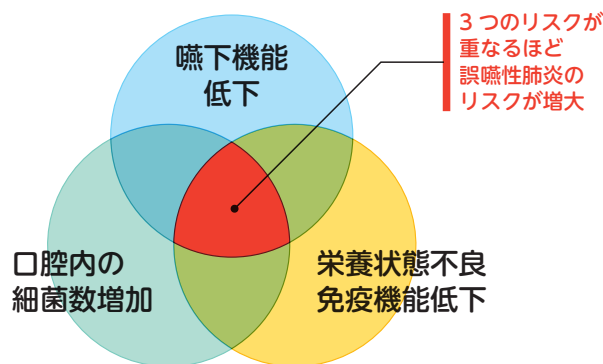 嚥下機能
低下
3つのリスクが
重なるほど
誤嚥性肺炎の
リスクが増大
口腔内の
細菌数増加
栄養状態不良
免疫機能低下